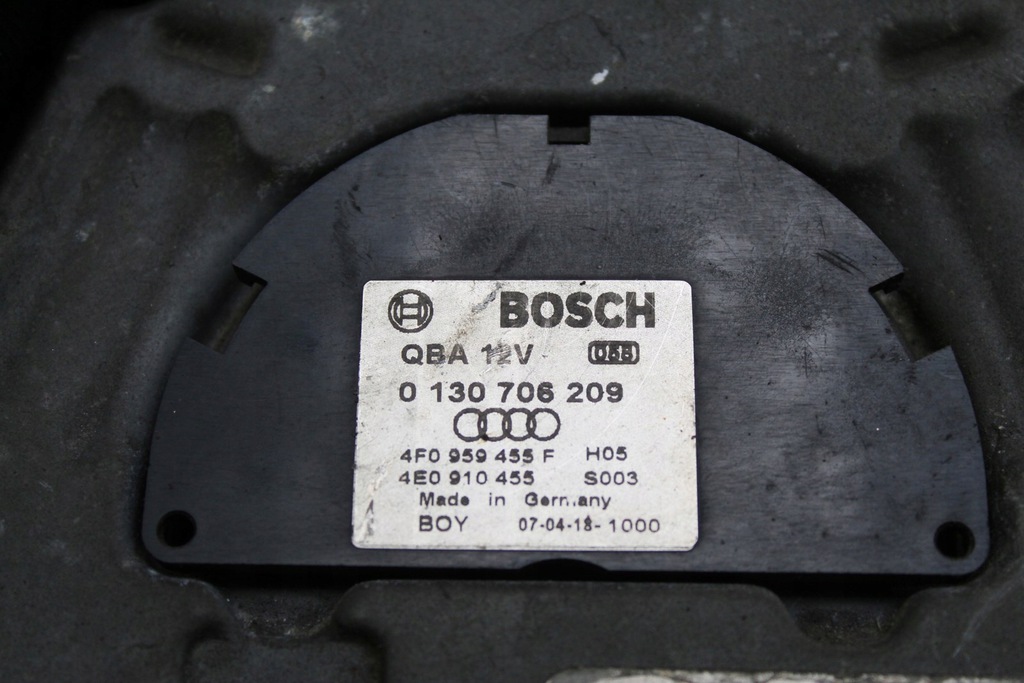 BOSCH
QBA 12V
0 130 706 209
4F0 959 455 F H05
4E0 910 455 S003
Made in Germany
BOY 07-04-18-1000